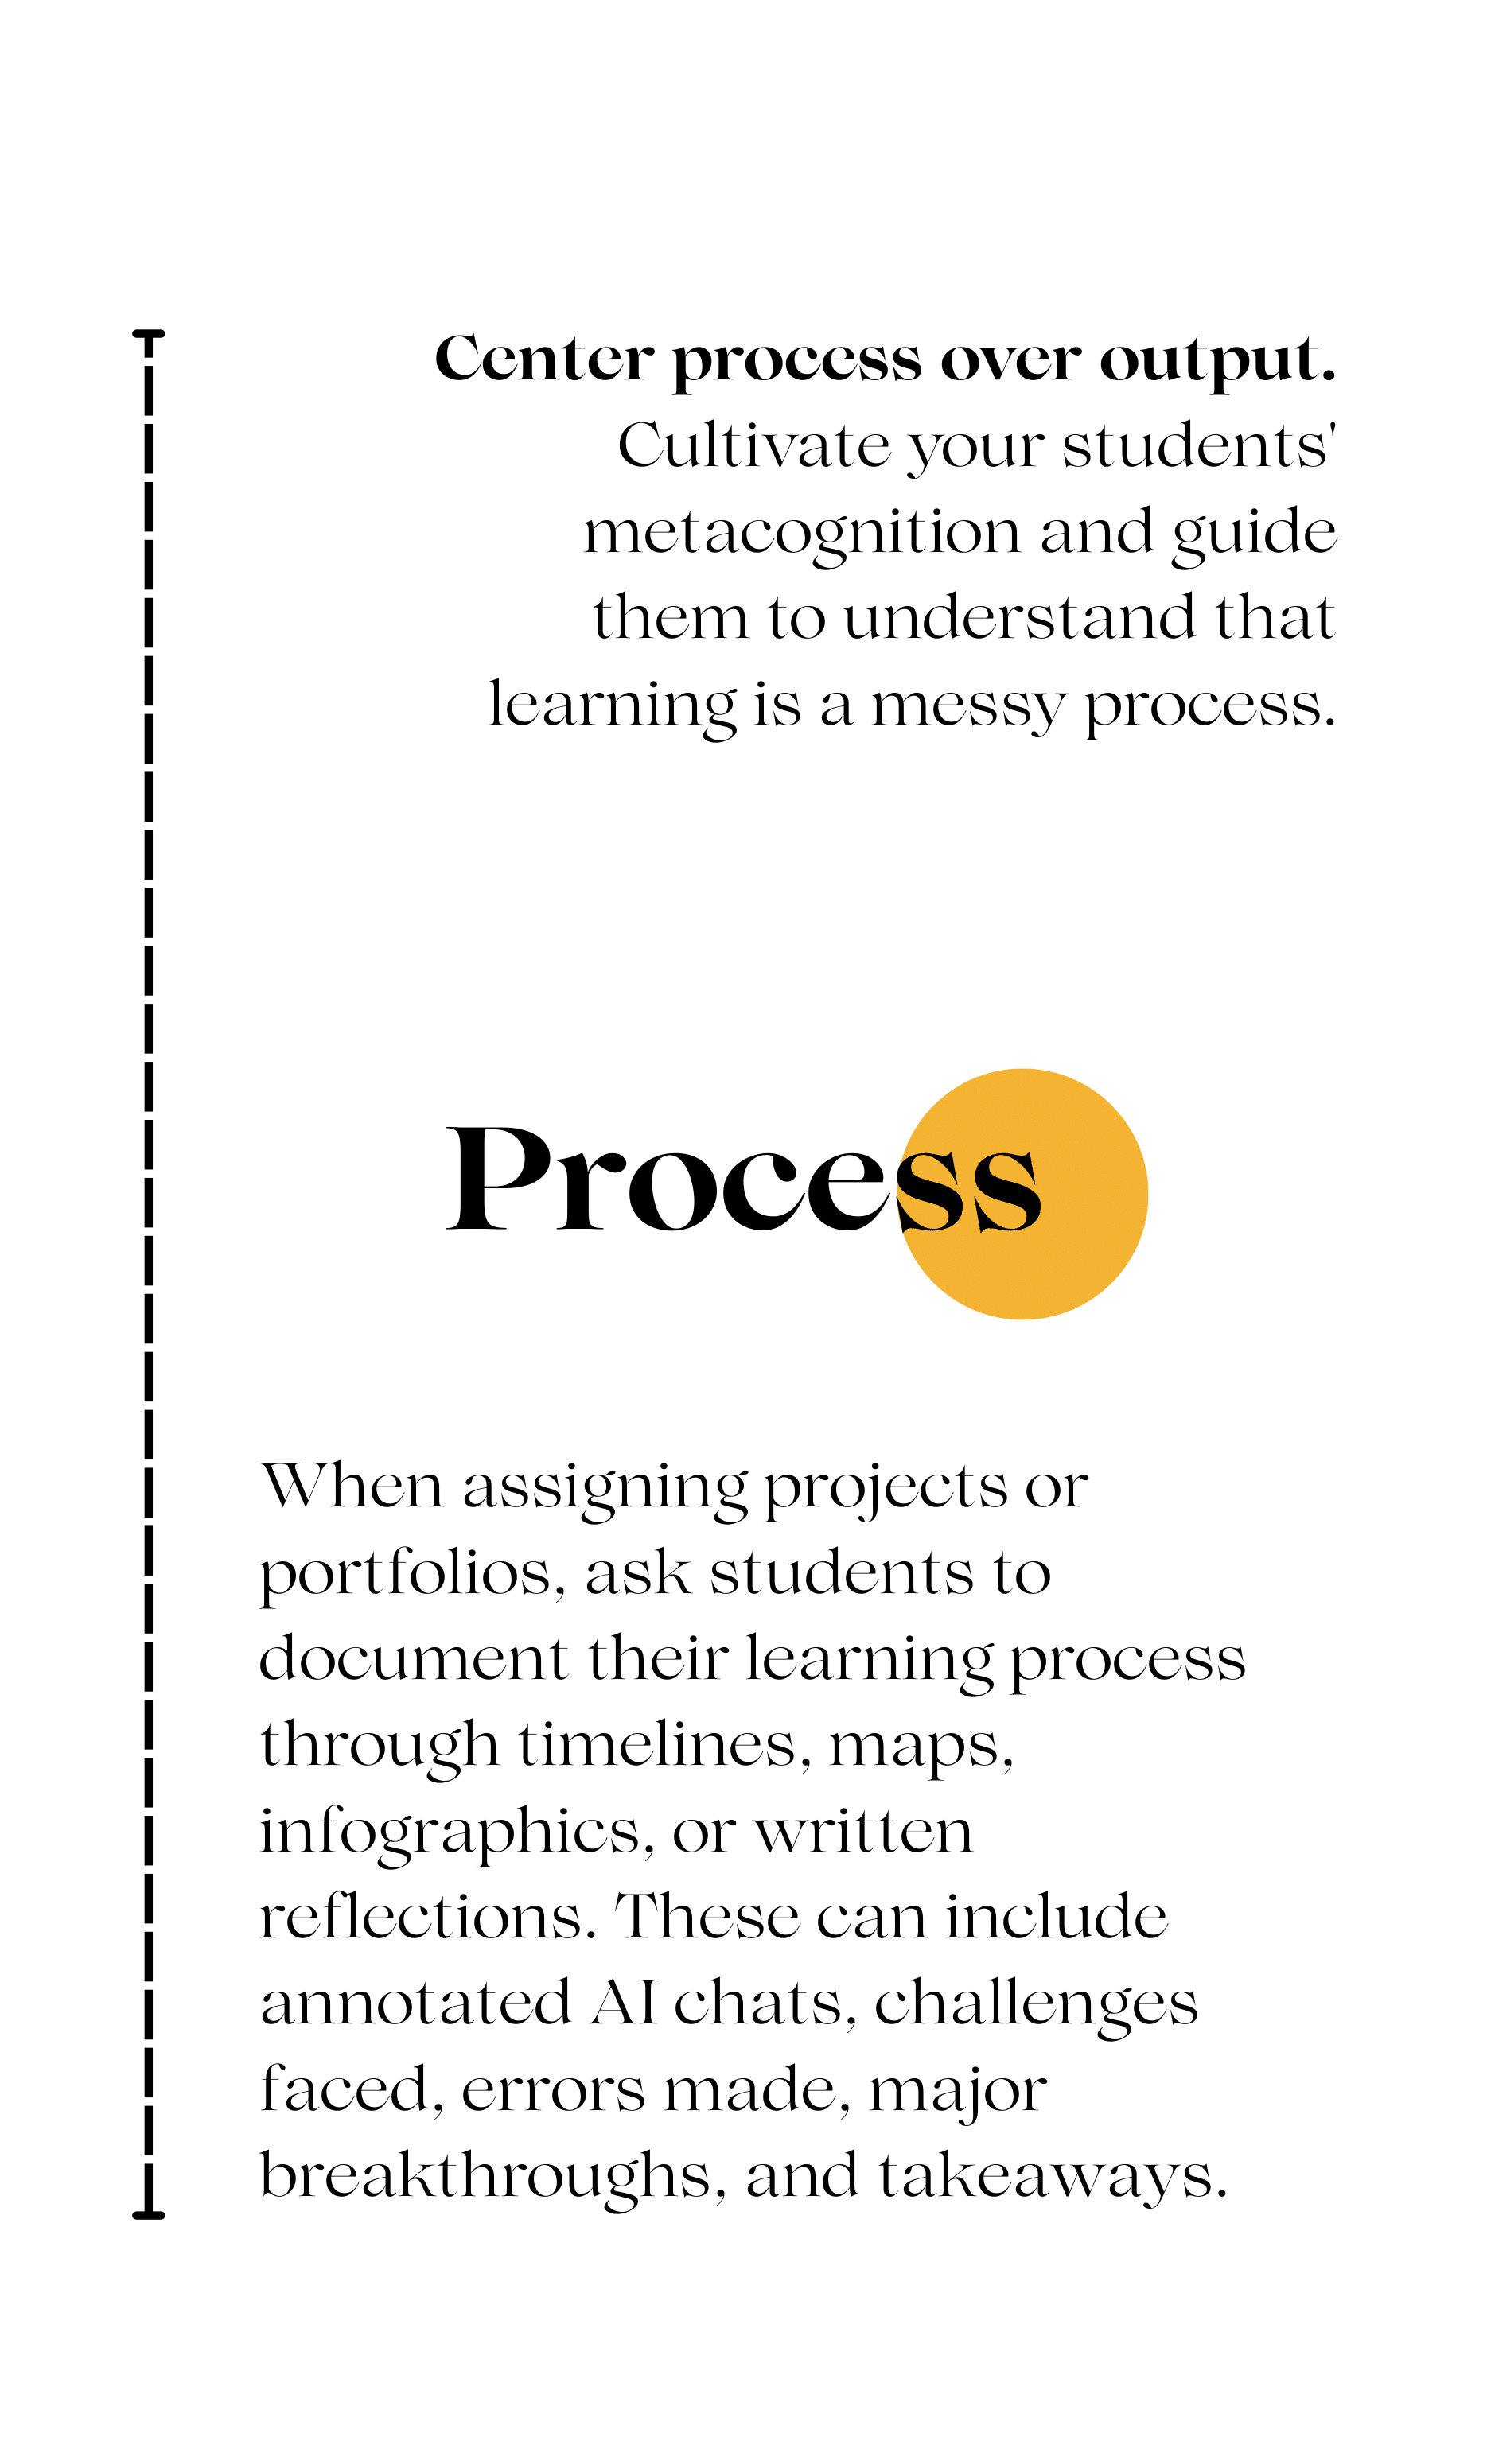 Center process over output.
Cultivate your students'
metacognition and guide
them to understand that
learning is a messy process.
Process
When assigning projects or
portfolios, ask students to
document their learning process
through timelines, maps,
infographics, or written
reflections. These can include
annotated AI chats, challenges
faced, errors made, major
breakthroughs, and takeaways.